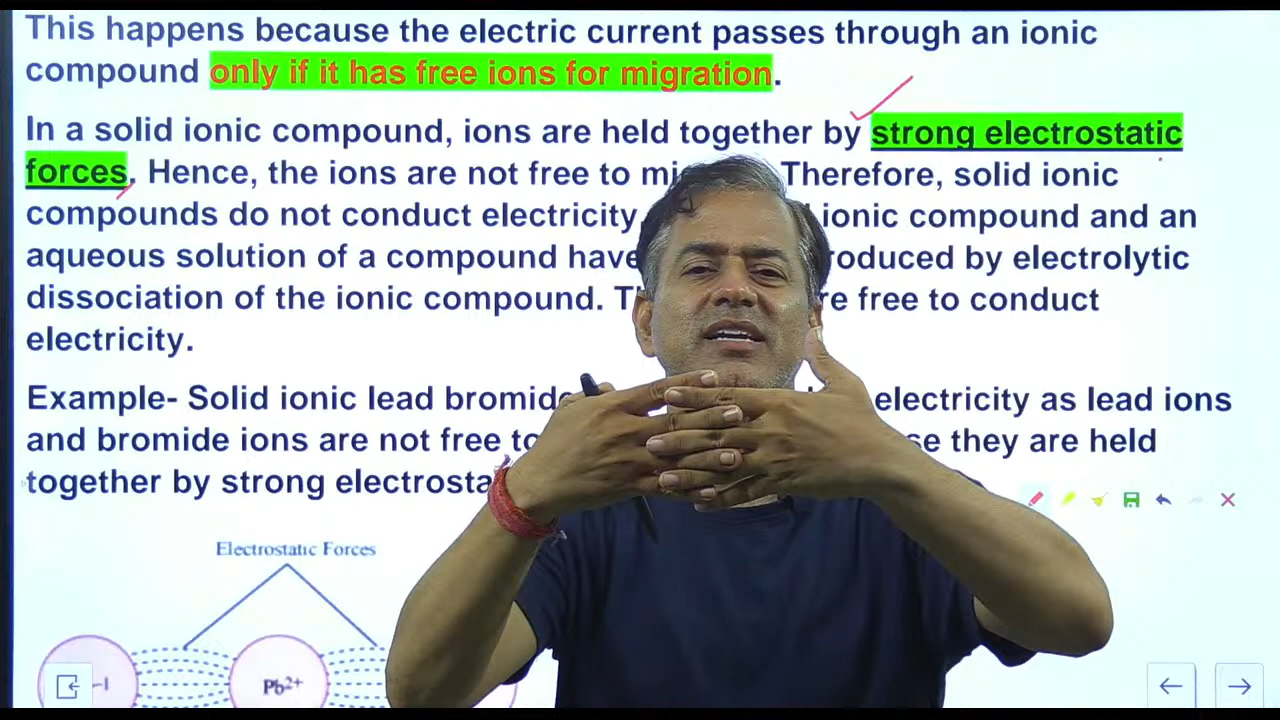 This happens because the electric current passes through an ionic
compound only if it has free ions for migration.
In a solid ionic compound, ions are held together by strong electrostatic
forces. Hence, the ions are not free to Therefore, solid ionic
compounds do not conduct electricity. ionic compound and an
aqueous solution of a compound have by electrolytic
dissociation of the ionic compound. free to conduct
electricity.
Example- Solid ionic lead bromide electricity as lead ions
and bromide ions are not free to they are held
together by strong
Electrostatic Forces
Pb2+